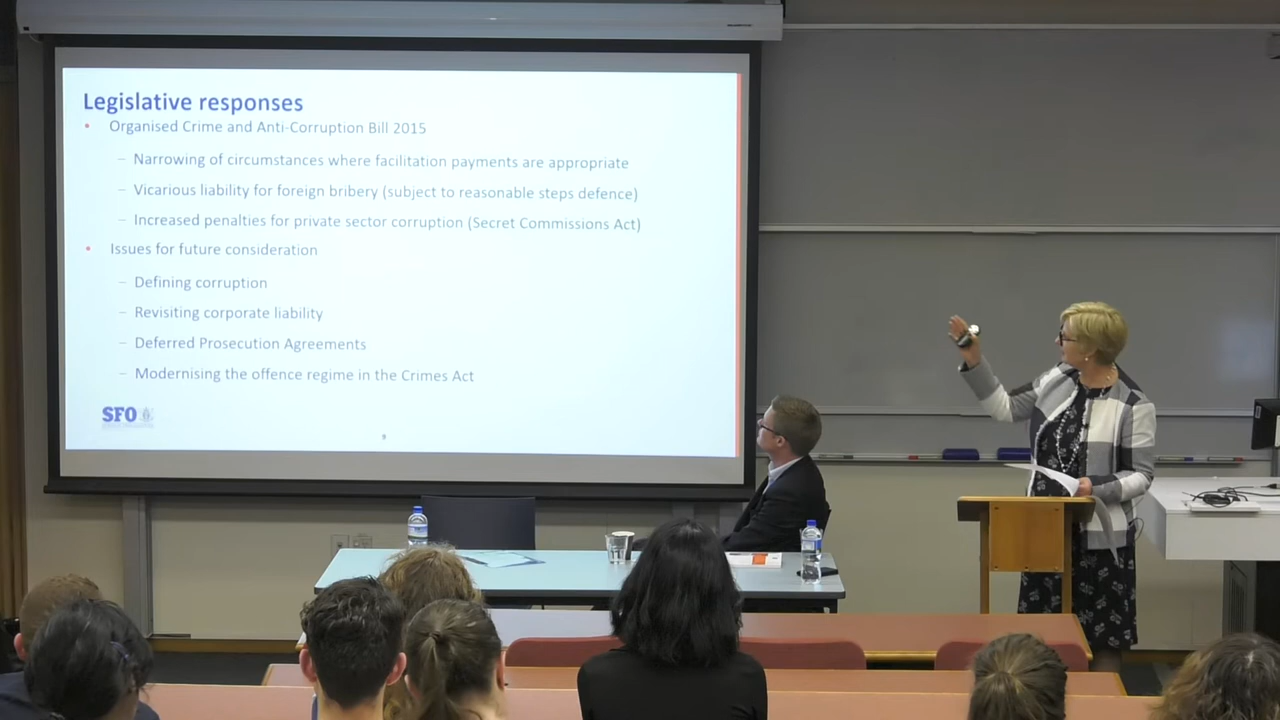 Legislative responses
• Organised Crime and Anti-Corruption Bill 2015
– Narrowing of circumstances where facilitation payments are appropriate
– Vicarious liability for foreign bribery (subject to reasonable steps defence)
– Increased penalties for private sector corruption (Secret Commissions Act)
• Issues for future consideration
– Defining corruption
– Revisiting corporate liability
– Deferred Prosecution Agreements
– Modernising the offence regime in the Crimes Act
SFO
9